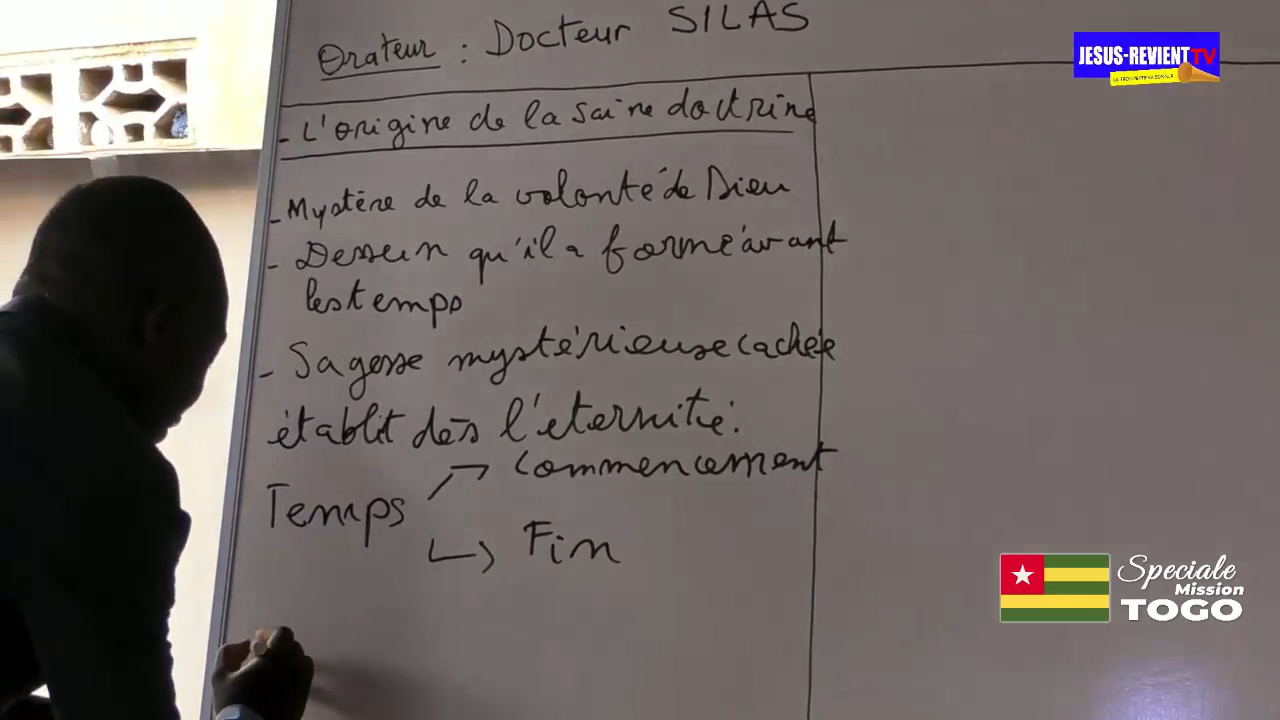 Orateur : Docteur SILAS
- L'origine de la saine doctrine
- Mystère de la volonté de Dieu
- Dessein qu'il a formé avant
les temps
- Sagesse mystérieuse cachée
établit dès l'éternité.
Temps → Commencement
↳ Fin
JESUS-REVIENT TV
Speciale
Mission
TOGO